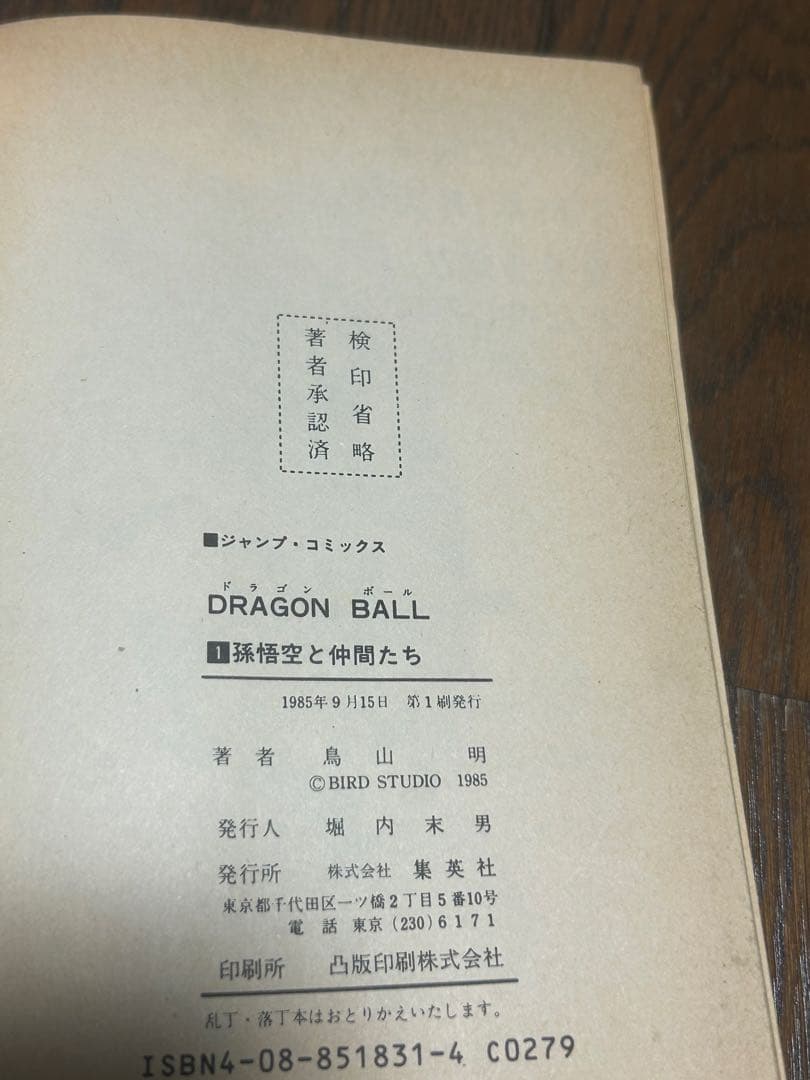 検印省略
著者承認済
■ジャンプ・コミックス
ドラゴン ボール
DRAGON BALL
1 孫悟空と仲間たち
1985年9月15日 第1刷発行
著者 鳥山 明
©BIRD STUDIO 1985
発行人 堀内末男
発行所 株式会社 集英社
東京都千代田区一ツ橋2丁目5番10号
電話 東京(230)6171
印刷所 凸版印刷株式会社
乱丁・落丁本はおとりかえいたします。
ISBN4-08-851831-4 C0279